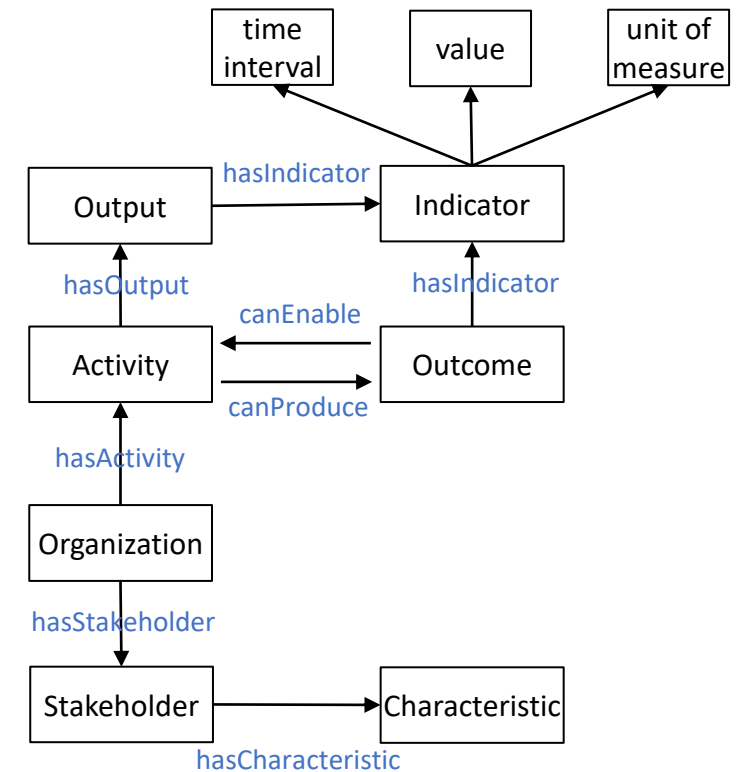 time
interval
value
unit of
measure
hasIndicator
Output
Indicator
hasOutput
hasIndicator
canEnable
Activity
Outcome
canProduce
hasActivity
Organization
hasStakeholder
Stakeholder
Characteristic
hasCharacteristic